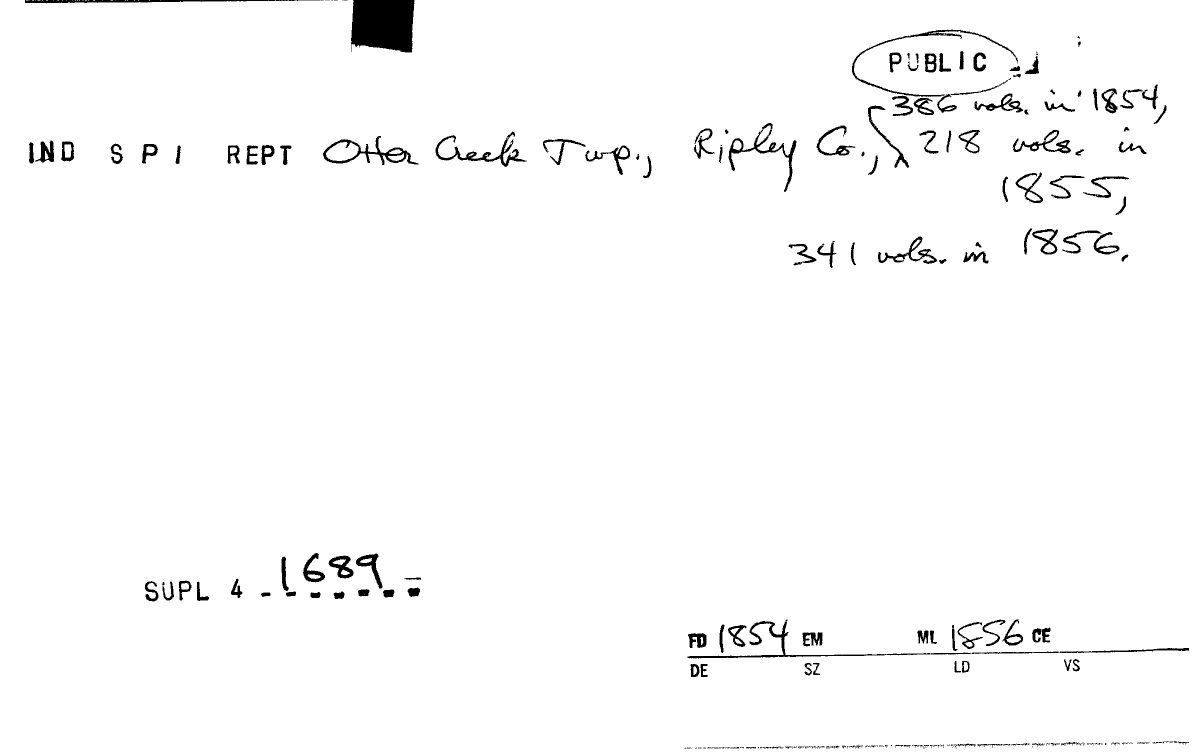 PUBLIC
386 vols. in 1854,
IND S P I REPT Otter Creek Twp., Ripley Co., 218 vols. in
1855,
341 vols. in 1856.
SUPL 4 1689
FD 1854 EM ML 1856 CE
DE SZ LD VS